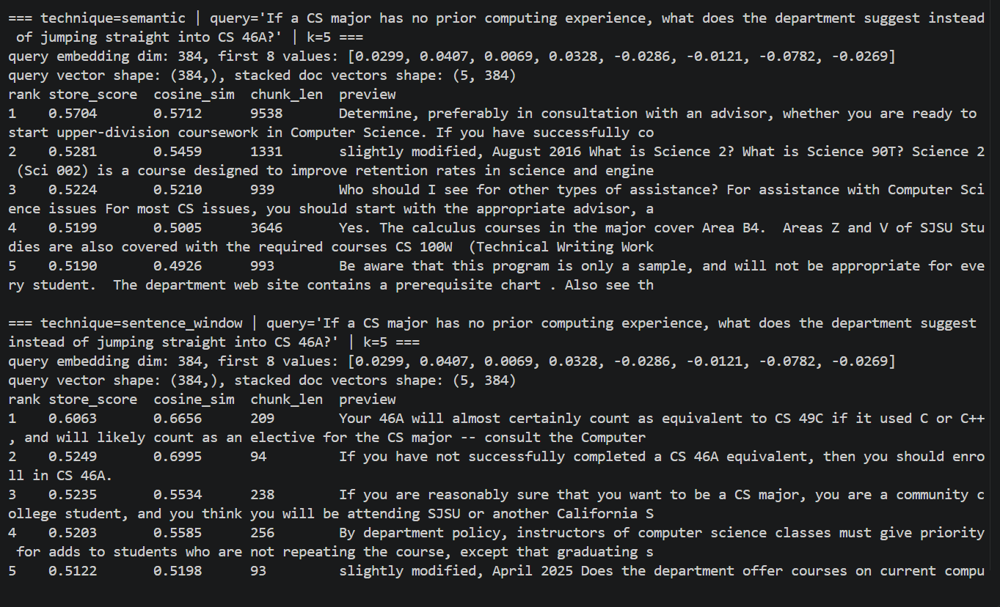 === technique=semantic | query='If a CS major has no prior computing experience, what does the department suggest instead
 of jumping straight into CS 46A?' | k=5 ===
query embedding dim: 384, first 8 values: [0.0299, 0.0407, 0.0069, 0.0328, -0.0286, -0.0121, -0.0782, -0.0269]
query vector shape: (384,), stacked doc vectors shape: (5, 384)
rank store_score  cosine_sim  chunk_len  preview
1    0.5704       0.5712      9538       Determine, preferably in consultation with an advisor, whether you are ready to
start upper-division coursework in Computer Science. If you have successfully co
2    0.5281       0.5459      1331       slightly modified, August 2016 What is Science 2? What is Science 90T? Science 2
 (Sci 002) is a course designed to improve retention rates in science and engine
3    0.5224       0.5210      939        Who should I see for other types of assistance? For assistance with Computer Sci
ence issues For most CS issues, you should start with the appropriate advisor, a
4    0.5199       0.5005      3646       Yes. The calculus courses in the major cover Area B4.  Areas Z and V of SJSU Stu
dies are also covered with the required courses CS 100W  (Technical Writing Work
5    0.5190       0.4926      993        Be aware that this program is only a sample, and will not be appropriate for eve
ry student.  The department web site contains a prerequisite chart . Also see th

=== technique=sentence_window | query='If a CS major has no prior computing experience, what does the department suggest
instead of jumping straight into CS 46A?' | k=5 ===
query embedding dim: 384, first 8 values: [0.0299, 0.0407, 0.0069, 0.0328, -0.0286, -0.0121, -0.0782, -0.0269]
query vector shape: (384,), stacked doc vectors shape: (5, 384)
rank store_score  cosine_sim  chunk_len  preview
1    0.6063       0.6656      209        Your 46A will almost certainly count as equivalent to CS 49C if it used C or C++
, and will likely count as an elective for the CS major -- consult the Computer
2    0.5249       0.6995      94         If you have not successfully completed a CS 46A equivalent, then you should enro
ll in CS 46A.
3    0.5235       0.5534      238        If you are reasonably sure that you want to be a CS major, you are a community c
ollege student, and you think you will be attending SJSU or another California S
4    0.5203       0.5585      256        By department policy, instructors of computer science classes must give priority
 for adds to students who are not repeating the course, except that graduating s
5    0.5122       0.5198      93         slightly modified, April 2025 Does the department offer courses on current compu